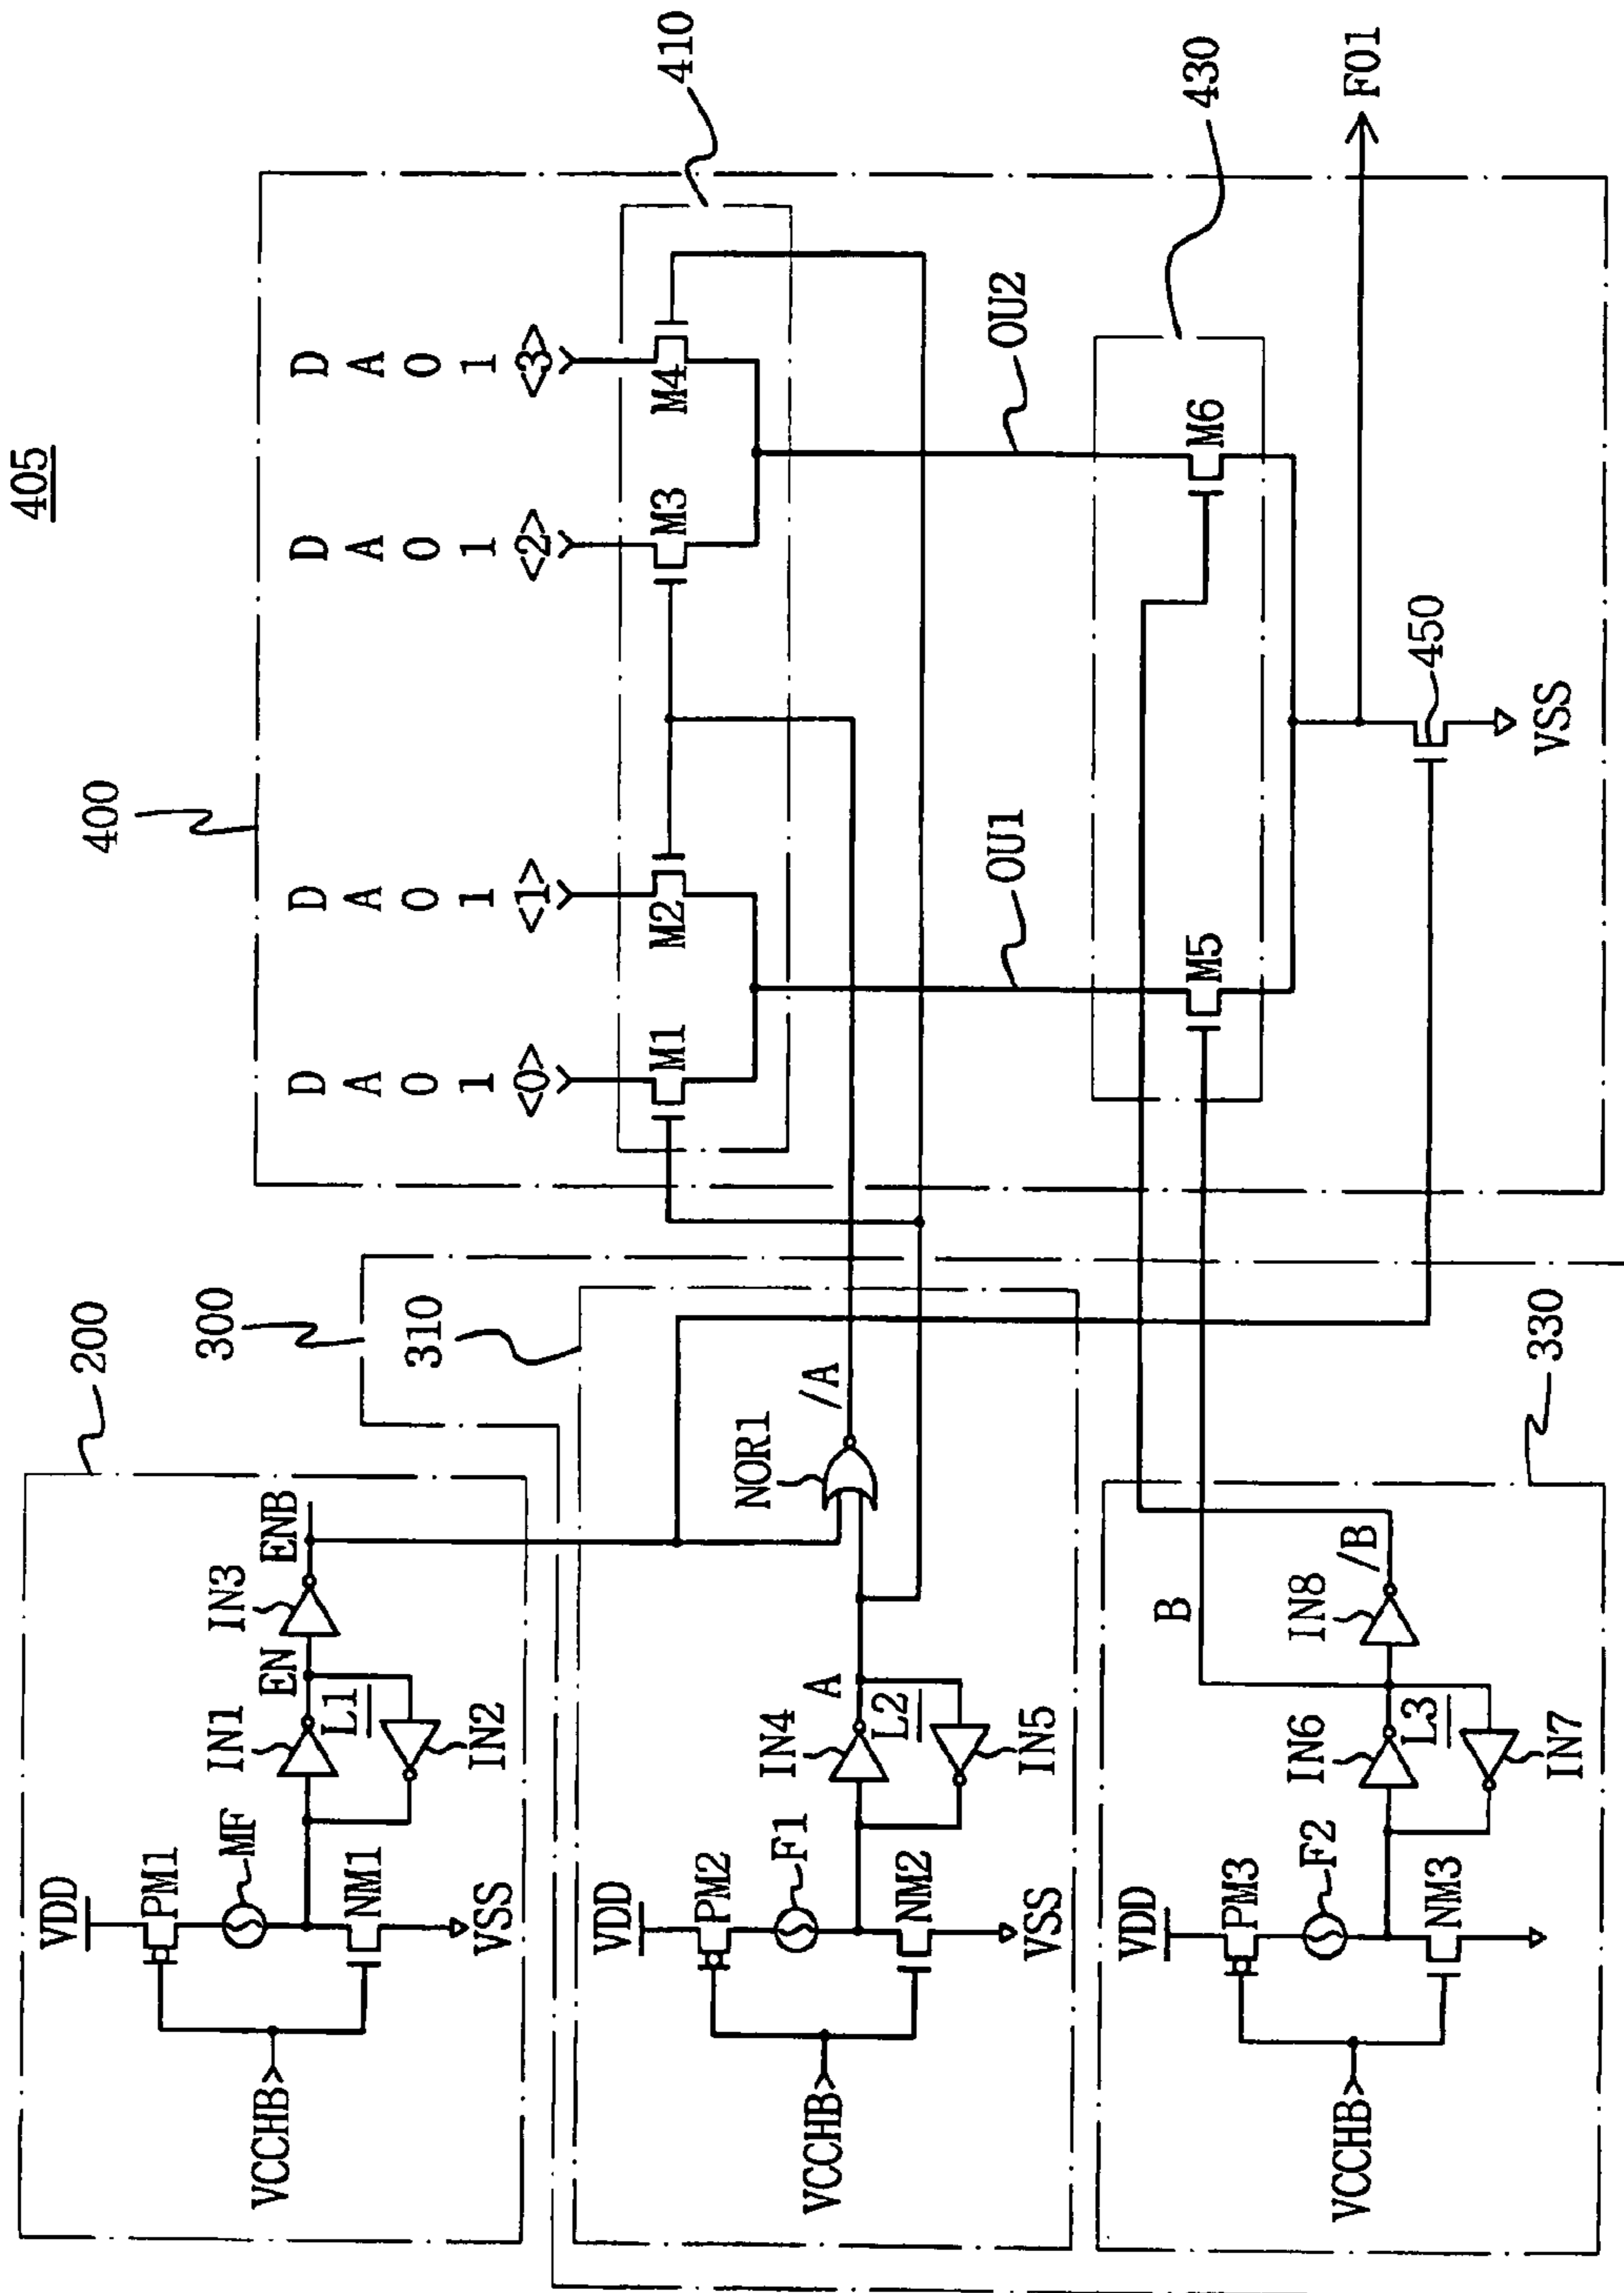 405
200
VDD
PM1
MF
NM1
VSS
VCCHB
IN1
L1
IN2
EN
IN3
ENB
300
310
VDD
PM2
F1
NM2
VSS
VCCHB
IN4
L2
IN5
A
NOR1
/A
330
VDD
PM3
F2
NM3
VCCHB
IN6
L3
IN7
IN8
B
/B
400
DA01<0>
DA01<1>
DA01<2>
DA01<3>
410
M1
M2
M3
M4
OU1
OU2
430
M5
M6
450
VSS
FO1